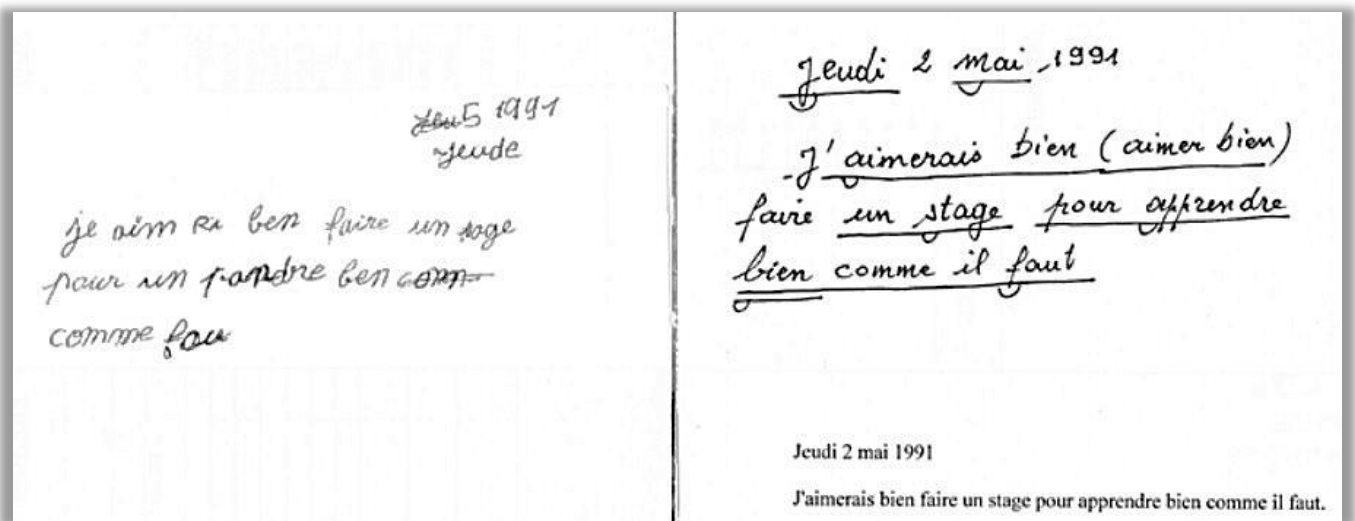 5 1991
jeude
je aim Ra ben faire un sage
pour un pandre ben com
comme fau
Jeudi 2 mai 1991
J'aimerais bien (aimer bien)
faire un stage pour apprendre
bien comme il faut
Jeudi 2 mai 1991
J'aimerais bien faire un stage pour apprendre bien comme il faut.